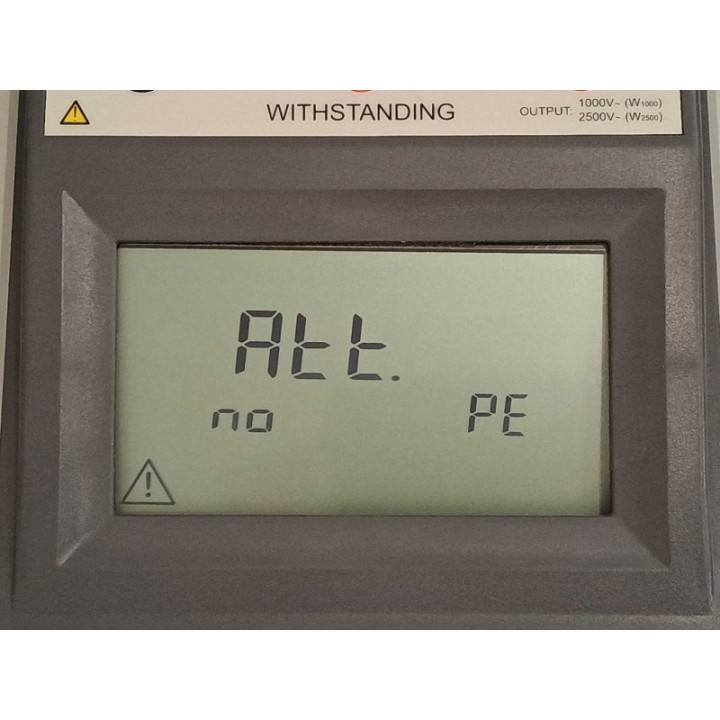 WITHSTANDING
OUTPUT: 1000V~ (W1000)
2500V~ (W2500)
Att.
no PE